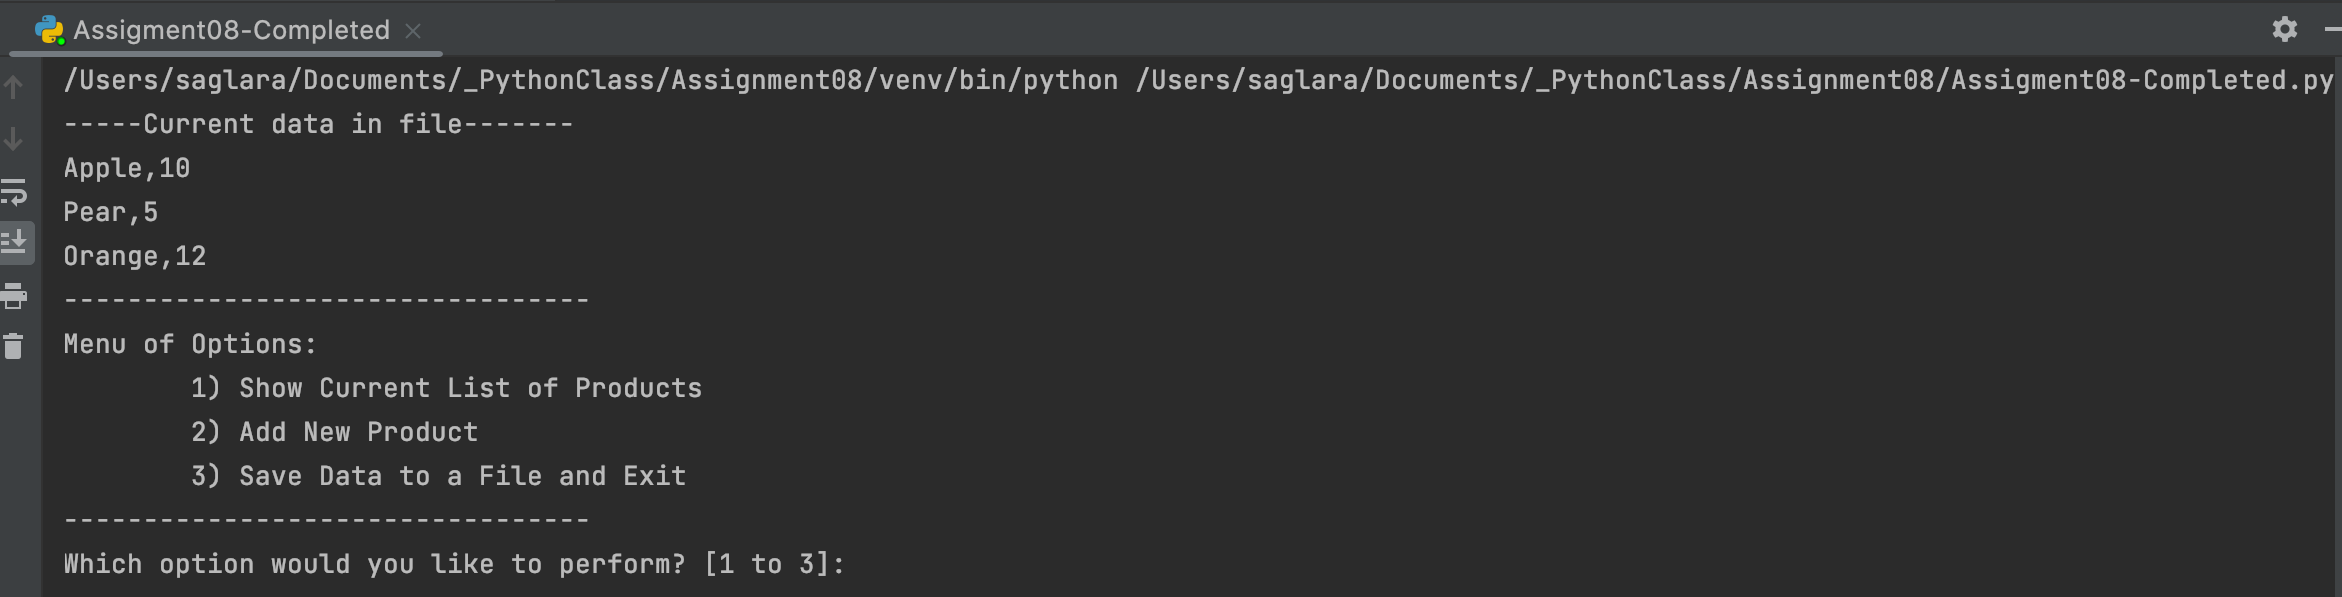 Assigment08-Completed
/Users/saglara/Documents/_PythonClass/Assignment08/venv/bin/python /Users/saglara/Documents/_PythonClass/Assignment08/Assigment08-Completed.py
-----Current data in file-------
Apple,10
Pear,5
Orange,12
---------------------------------
Menu of Options:
        1) Show Current List of Products
        2) Add New Product
        3) Save Data to a File and Exit
---------------------------------
Which option would you like to perform? [1 to 3]: